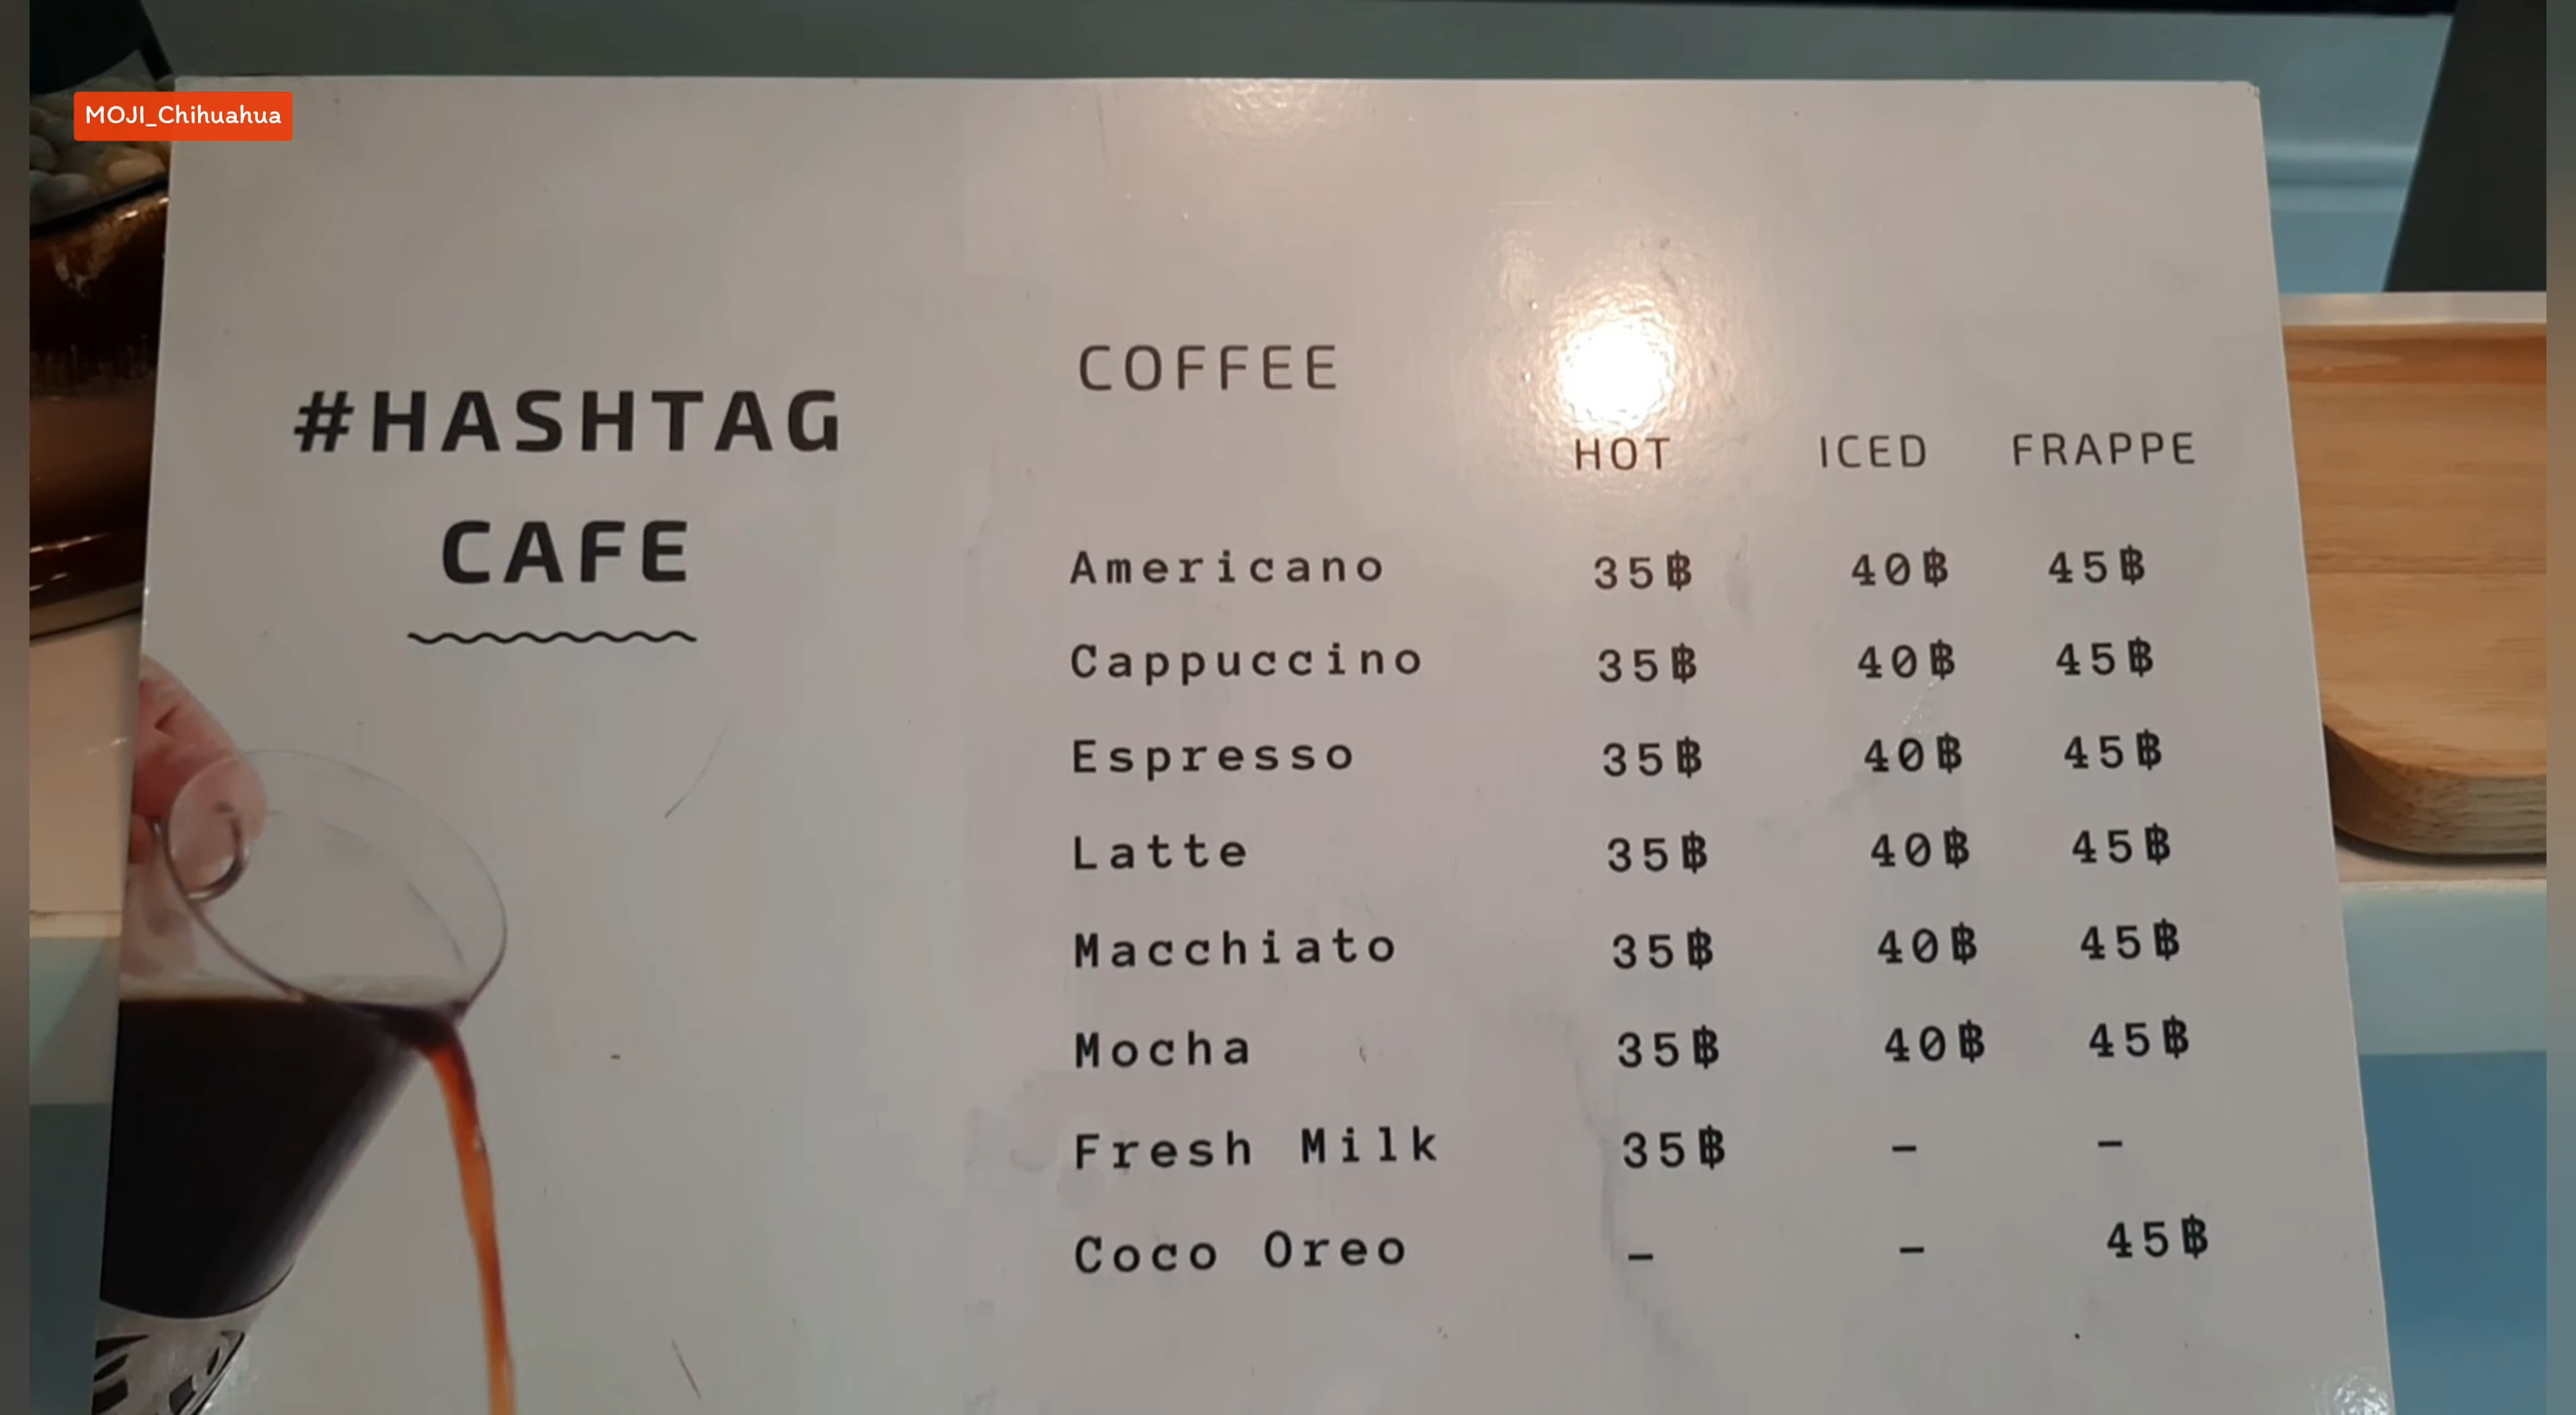 MOJI_Chihuahua
#HASHTAG
CAFE
COFFEE
HOT ICED FRAPPE
Americano 35฿ 40฿ 45฿
Cappuccino 35฿ 40฿ 45฿
Espresso 35฿ 40฿ 45฿
Latte 35฿ 40฿ 45฿
Macchiato 35฿ 40฿ 45฿
Mocha 35฿ 40฿ 45฿
Fresh Milk 35฿ - -
Coco Oreo - - 45฿